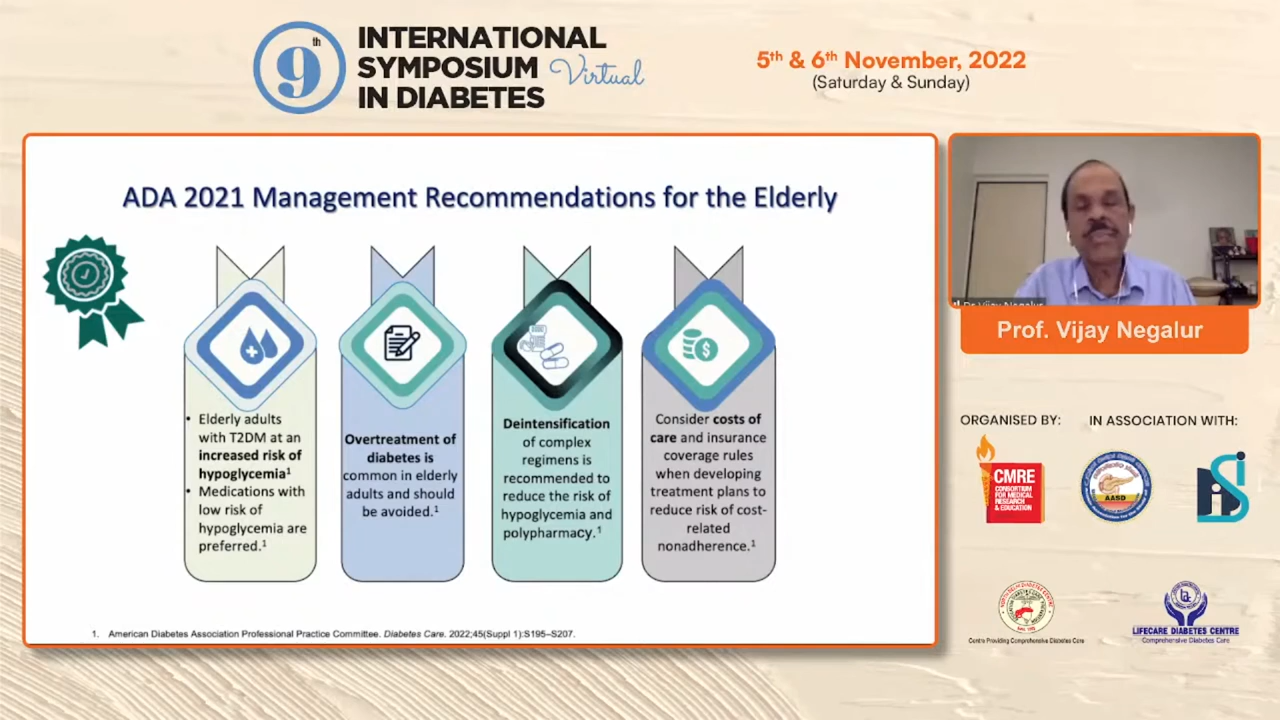 9th
INTERNATIONAL
SYMPOSIUM Virtual
IN DIABETES
5th & 6th November, 2022
(Saturday & Sunday)
ADA 2021 Management Recommendations for the Elderly
• Elderly adults
with T2DM at an
increased risk of
hypoglycemia1
• Medications with
low risk of
hypoglycemia are
preferred.1
Overtreatment of
diabetes is
common in elderly
adults and should
be avoided.1
Deintensification
of complex
regimens is
recommended to
reduce the risk of
hypoglycemia and
polypharmacy.1
$
Consider costs of
care and insurance
coverage rules
when developing
treatment plans to
reduce risk of cost-
related
nonadherence.1
1. American Diabetes Association Professional Practice Committee. Diabetes Care. 2022;45(Suppl 1):S195–S207.
Dr Vijay Negalur
Prof. Vijay Negalur
ORGANISED BY:
IN ASSOCIATION WITH:
CMRE
CONSORTIUM
FOR MEDICAL
RESEARCH
& EDUCATION
AASD
Centre Providing Comprehensive Diabetes Care
LIFECARE DIABETES CENTRE
Comprehensive Diabetes Care